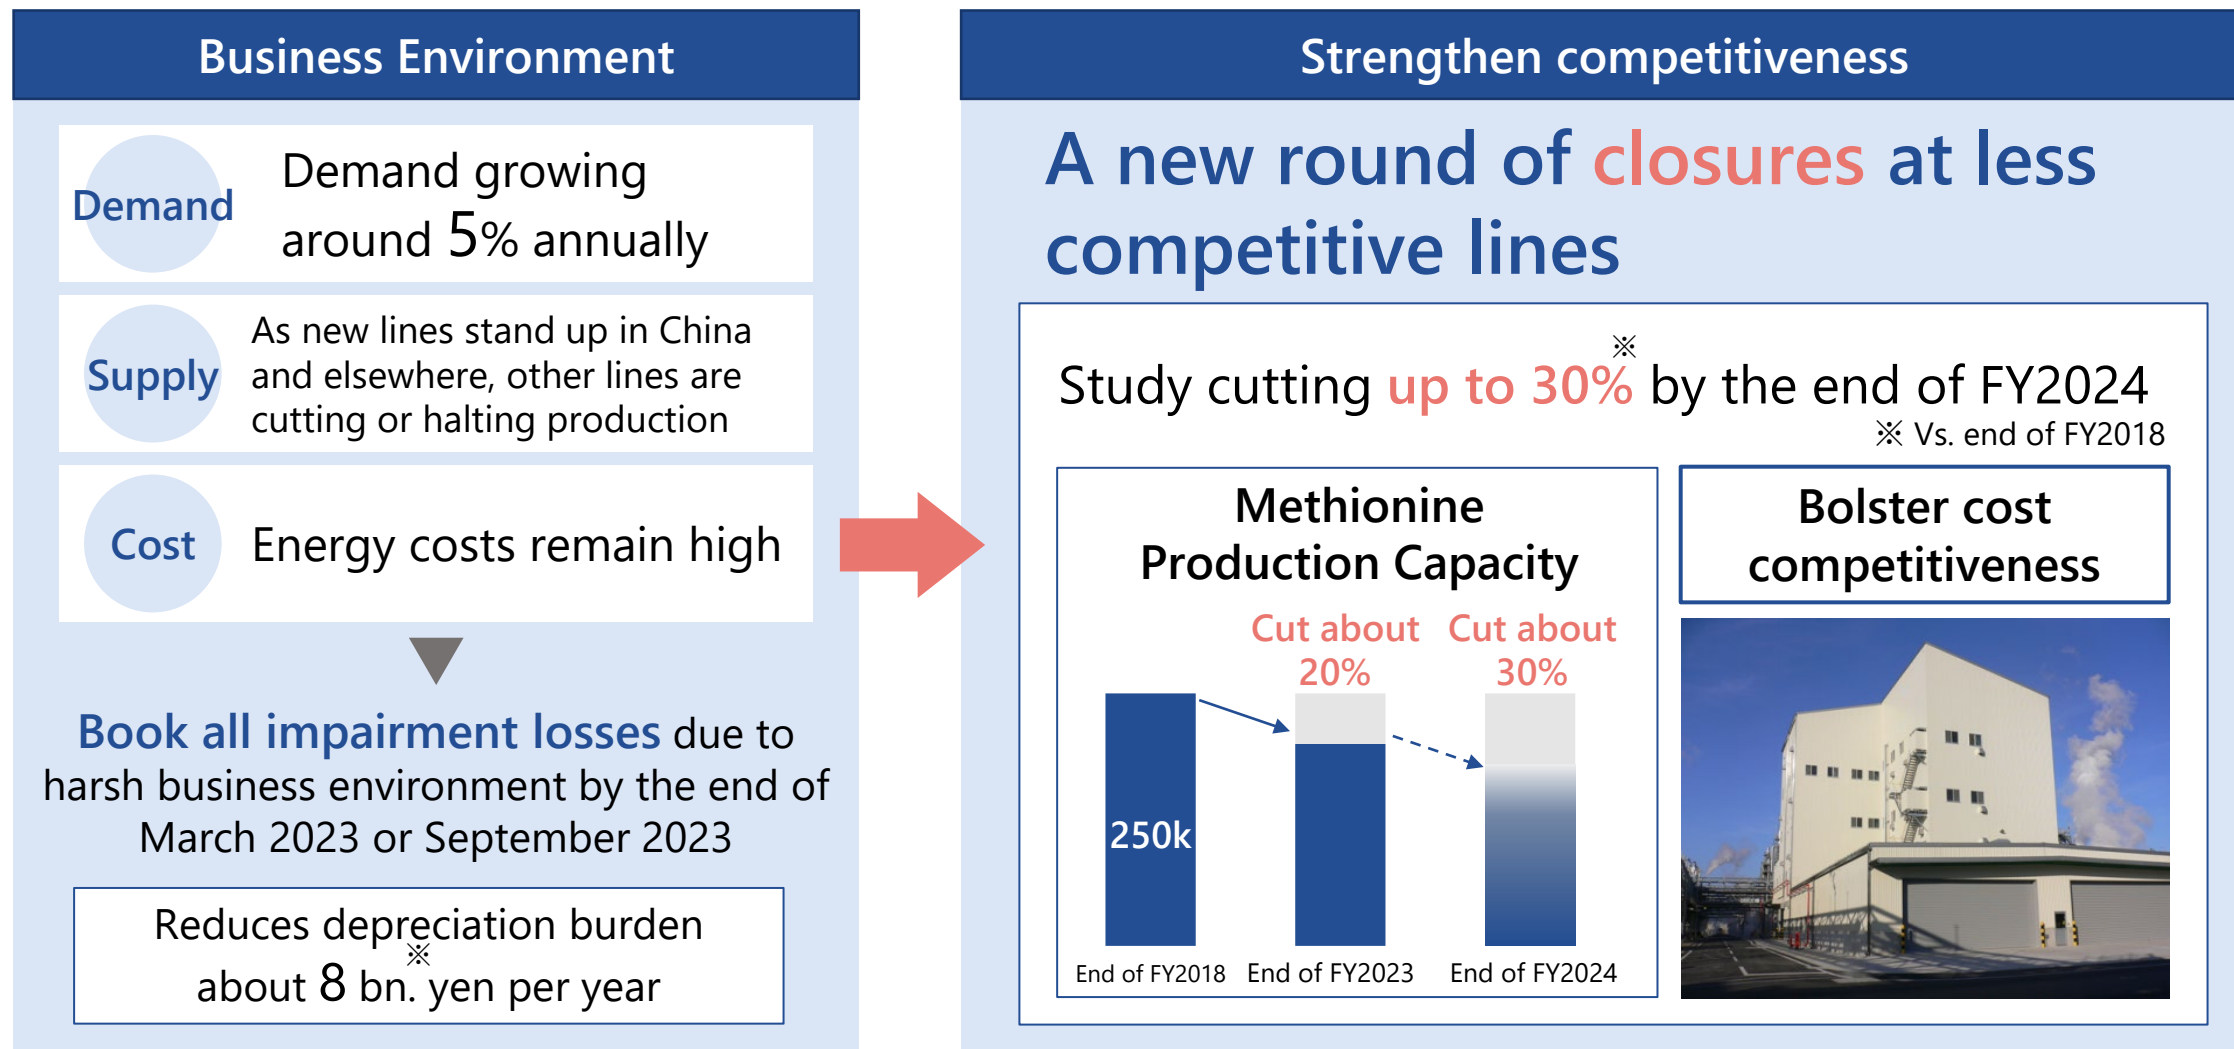 Business Environment
Demand
Demand growing
around 5% annually
Supply
As new lines stand up in China
and elsewhere, other lines are
cutting or halting production
Cost
Energy costs remain high
Book all impairment losses due to
harsh business environment by the end of
March 2023 or September 2023
Reduces depreciation burden
about 8 bn.※ yen per year
Strengthen competitiveness
A new round of closures at less
competitive lines
Study cutting up to 30%※ by the end of FY2024
※ Vs. end of FY2018
Methionine
Production Capacity
Cut about
20%
Cut about
30%
250k
End of FY2018
End of FY2023
End of FY2024
Bolster cost
competitiveness